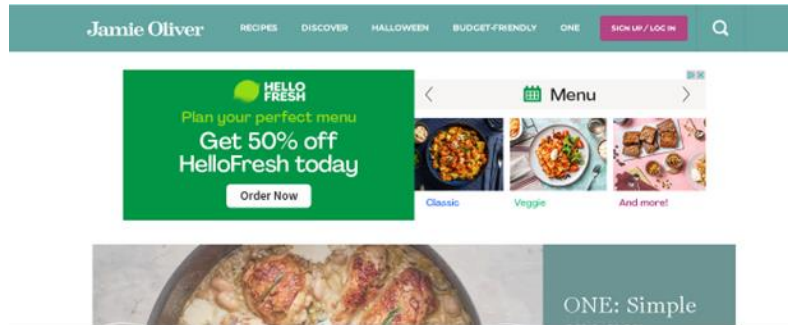 Jamie Oliver RECIPES DISCOVER HALLOWEEN BUDGET-FRIENDLY ONE SIGN UP / LOG IN
HELLO
FRESH
Plan your perfect menu
Get 50% off
HelloFresh today
Order Now
Menu
Classic Veggie And more!
ONE: Simple